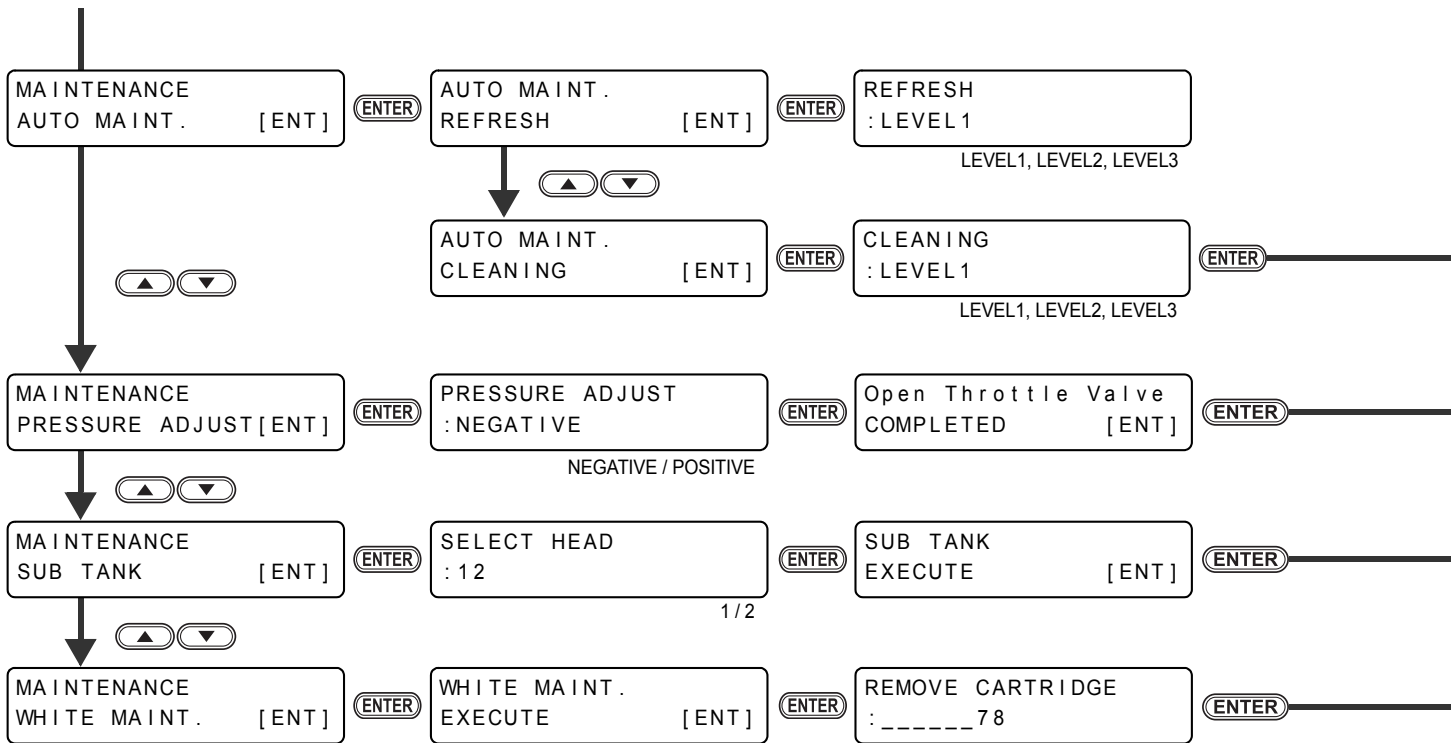 MAINTENANCE
AUTO MAINT. [ENT]
ENTER
AUTO MAINT.
REFRESH [ENT]
ENTER
REFRESH
:LEVEL1
LEVEL1, LEVEL2, LEVEL3
AUTO MAINT.
CLEANING [ENT]
ENTER
CLEANING
:LEVEL1
ENTER
LEVEL1, LEVEL2, LEVEL3
MAINTENANCE
PRESSURE ADJUST[ENT]
ENTER
PRESSURE ADJUST
:NEGATIVE
NEGATIVE / POSITIVE
ENTER
Open Throttle Valve
COMPLETED [ENT]
ENTER
MAINTENANCE
SUB TANK [ENT]
ENTER
SELECT HEAD
:12
1 / 2
ENTER
SUB TANK
EXECUTE [ENT]
ENTER
MAINTENANCE
WHITE MAINT. [ENT]
ENTER
WHITE MAINT.
EXECUTE [ENT]
ENTER
REMOVE CARTRIDGE
:______78
ENTER